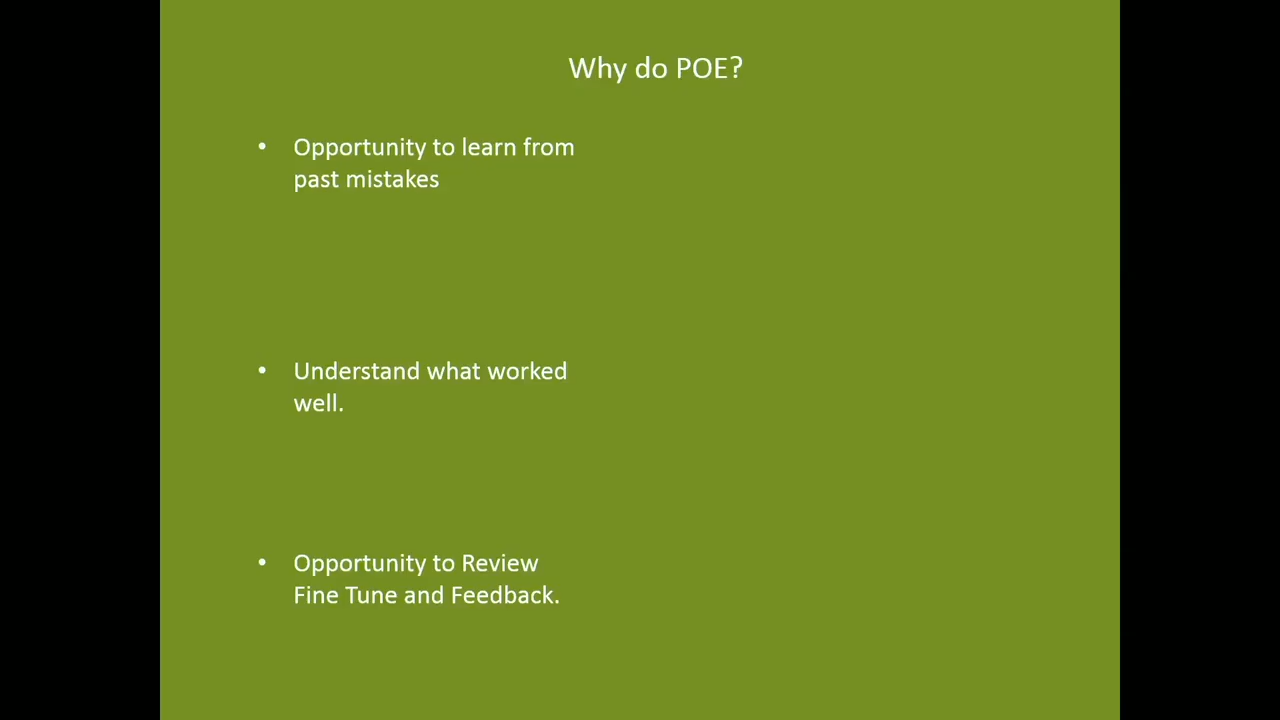 Why do POE?
• Opportunity to learn from
past mistakes
• Understand what worked
well.
• Opportunity to Review
Fine Tune and Feedback.